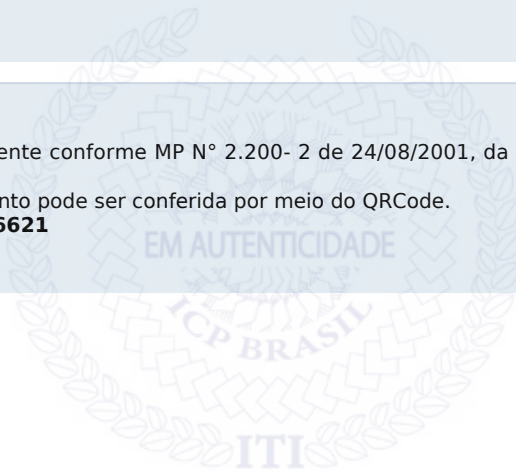 ente conforme MP N° 2.200- 2 de 24/08/2001, da
nto pode ser conferida por meio do QRCode.
6621
EM AUTENTICIDADE
ICP BRASIL
ITI